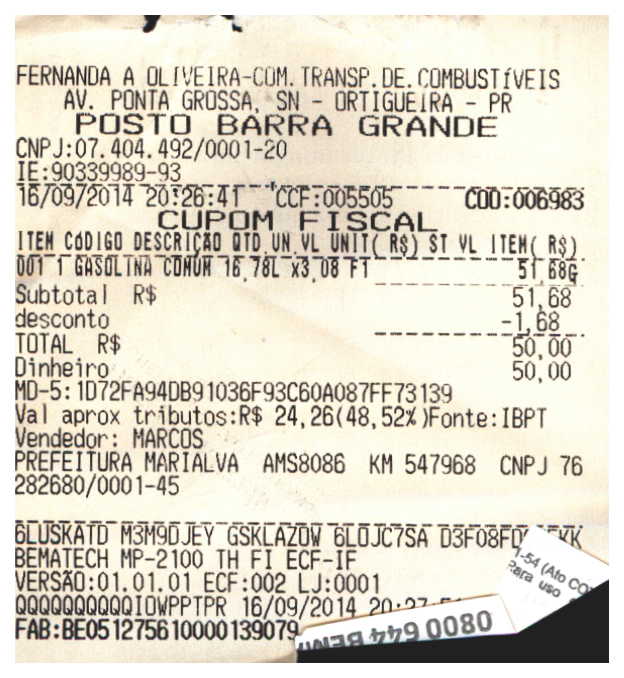 FERNANDA A OLIVEIRA-COM.TRANSP.DE.COMBUSTÍVEIS
AV. PONTA GROSSA, SN - ORTIGUEIRA - PR
POSTO BARRA GRANDE
CNPJ:07.404.492/0001-20
IE:90339989-93
16/09/2014 20:26:41 CCF:005505 COO:006983
CUPOM FISCAL
ITEM CÓDIGO DESCRIÇÃO QTD.UN.VL UNIT( R$) ST VL ITEM( R$)
001 1 GASOLINA COMUM 16,78L x3,08 F1 51,68G
Subtotal R$ 51,68
desconto -1,68
TOTAL R$ 50,00
Dinheiro 50,00
MD-5:1D72FA94DB91036F93C60A087FF73139
Val aprox tributos:R$ 24,26(48,52%)Fonte:IBPT
Vendedor: MARCOS
PREFEITURA MARIALVA AMS8086 KM 547968 CNPJ 76
282680/0001-45
6LUSKATD M3M9DJEY GSKLAZOW 6LOJC7SA
BEMATECH MP-2100 TH FI ECF-IF
VERSÃO:01.01.01 ECF:002 LJ:0001
QQQQQQQQQQIOWPPTPR 16/09/2014
FAB:BE051275610000139079
1-54 (Ato
Para uso
0800 644